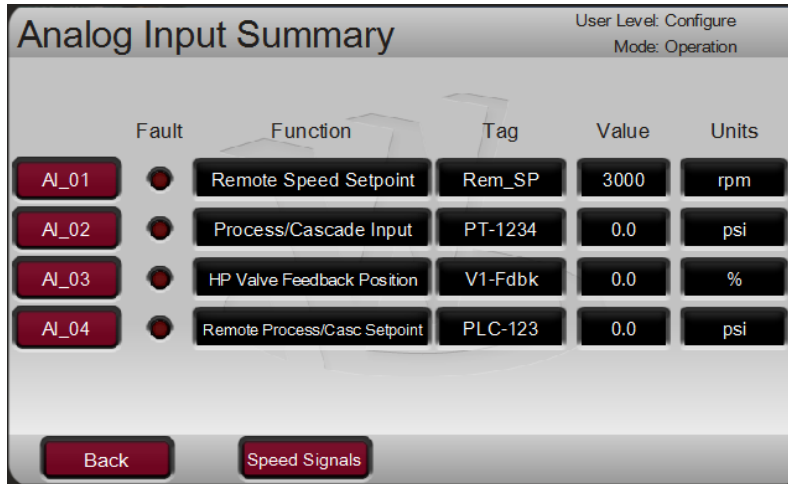 Analog Input Summary
User Level: Configure
Mode: Operation
Fault Function Tag Value Units
AI_01 Remote Speed Setpoint Rem_SP 3000 rpm
AI_02 Process/Cascade Input PT-1234 0.0 psi
AI_03 HP Valve Feedback Position V1-Fdbk 0.0 %
AI_04 Remote Process/Casc Setpoint PLC-123 0.0 psi
Back Speed Signals